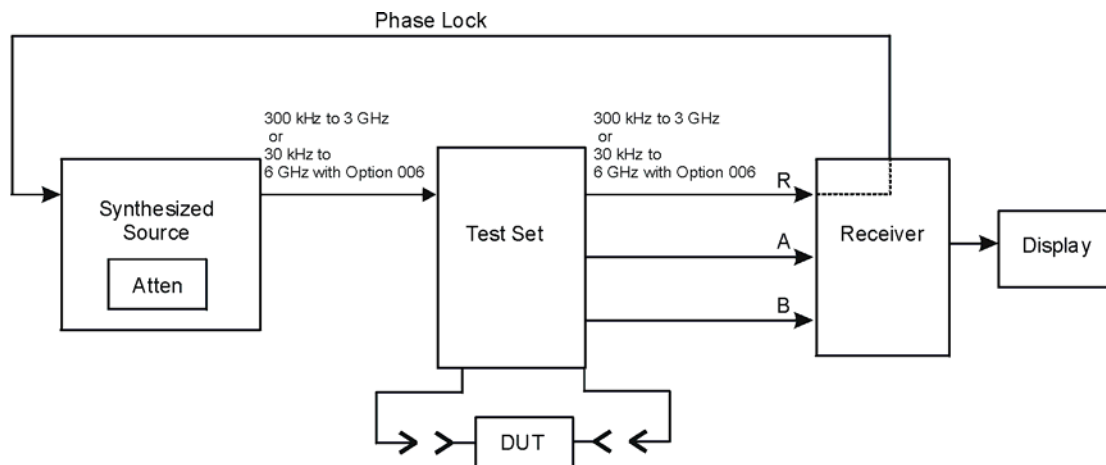 Phase Lock
300 kHz to 3 GHz
or
30 kHz to
6 GHz with Option 006
300 kHz to 3 GHz
or
30 kHz to
6 GHz with Option 006
Synthesized
Source
Atten
Test Set
R
A
B
Receiver
Display
DUT